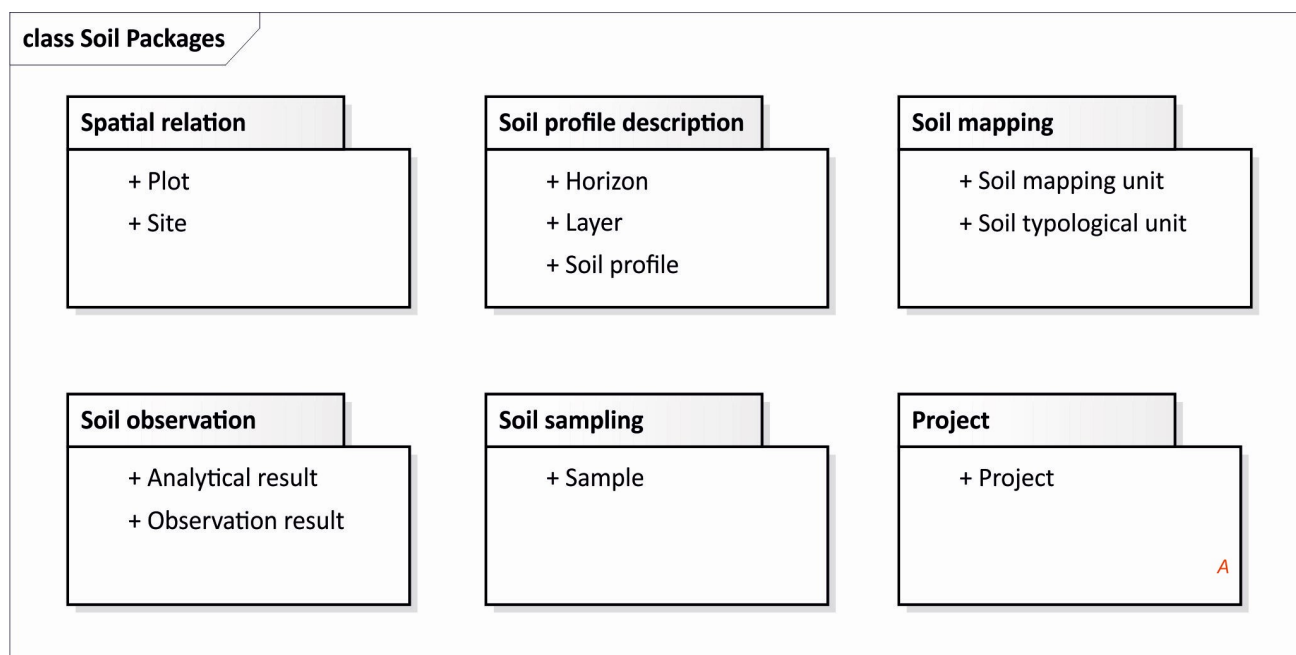 class Soil Packages
Spatial relation
+ Plot
+ Site
Soil profile description
+ Horizon
+ Layer
+ Soil profile
Soil mapping
+ Soil mapping unit
+ Soil typological unit
Soil observation
+ Analytical result
+ Observation result
Soil sampling
+ Sample
Project
+ Project
A